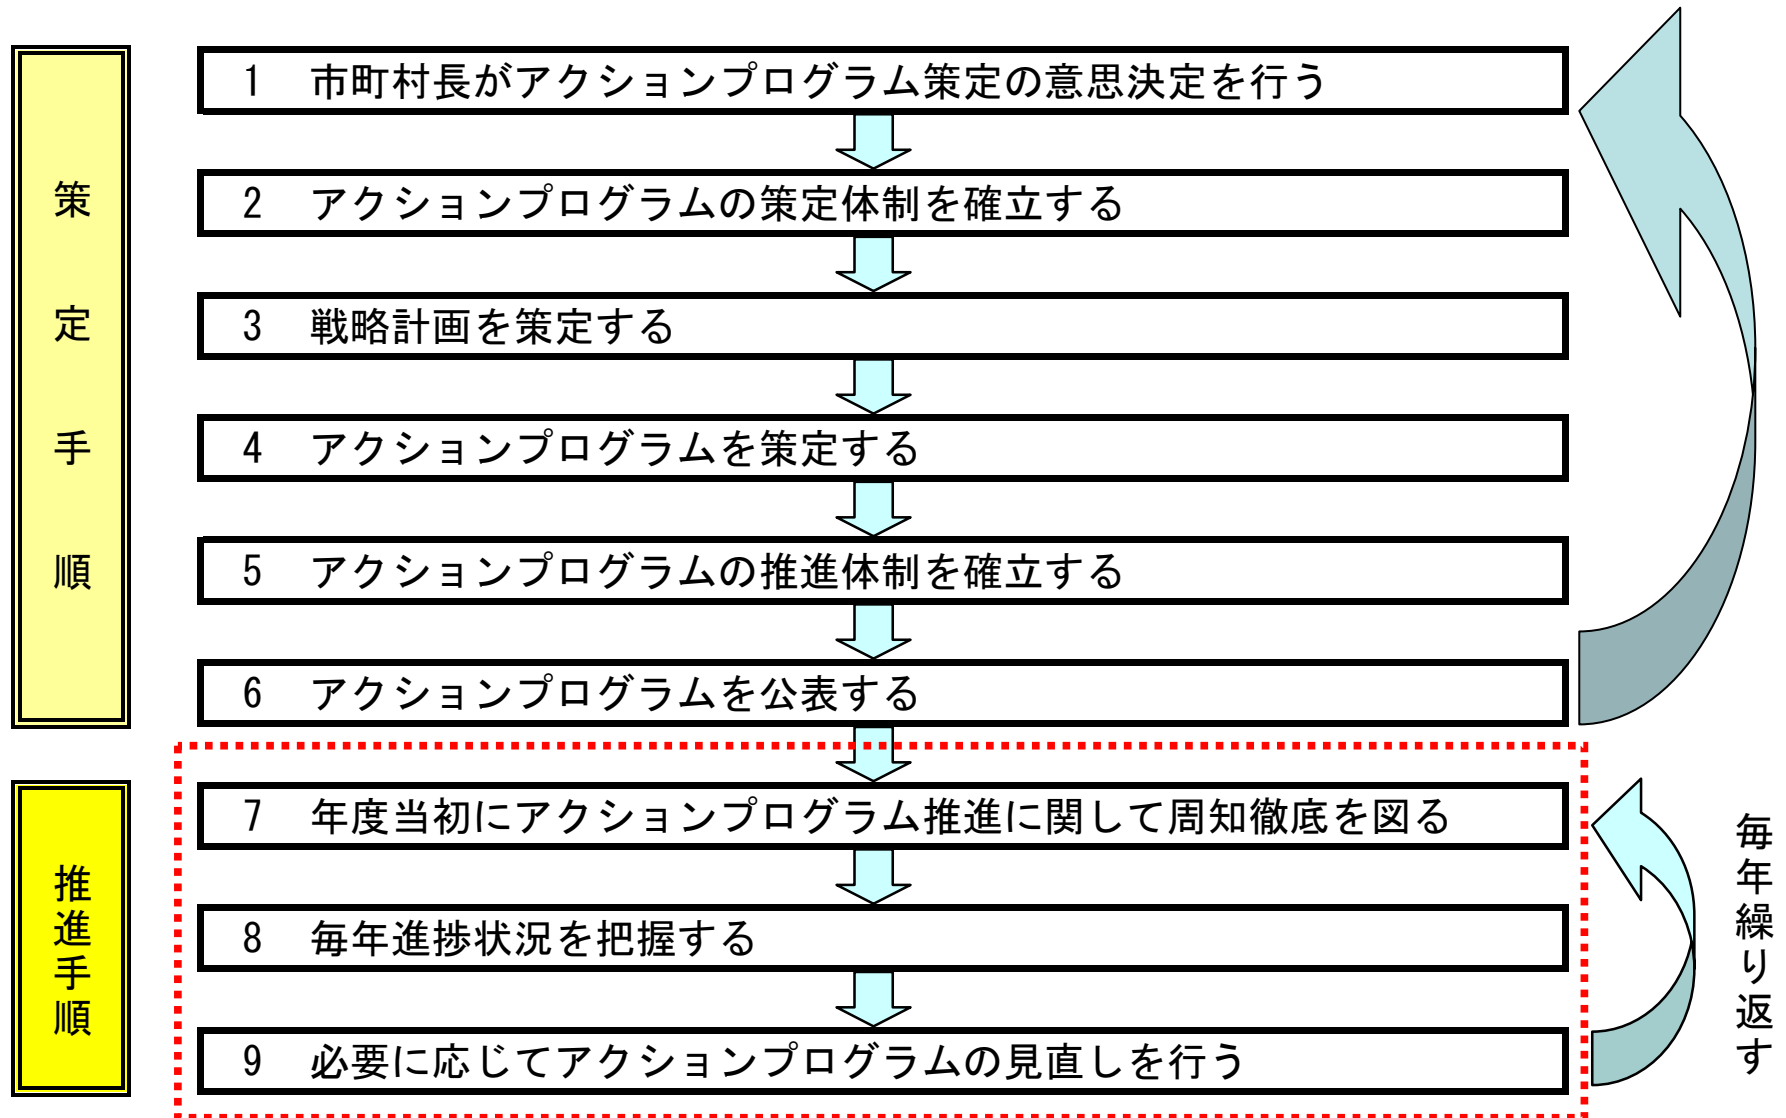 策定手順
1 市町村長がアクションプログラム策定の意思決定を行う
2 アクションプログラムの策定体制を確立する
3 戦略計画を策定する
4 アクションプログラムを策定する
5 アクションプログラムの推進体制を確立する
6 アクションプログラムを公表する
推進手順
7 年度当初にアクションプログラム推進に関して周知徹底を図る
8 毎年進捗状況を把握する
9 必要に応じてアクションプログラムの見直しを行う
毎年繰り返す